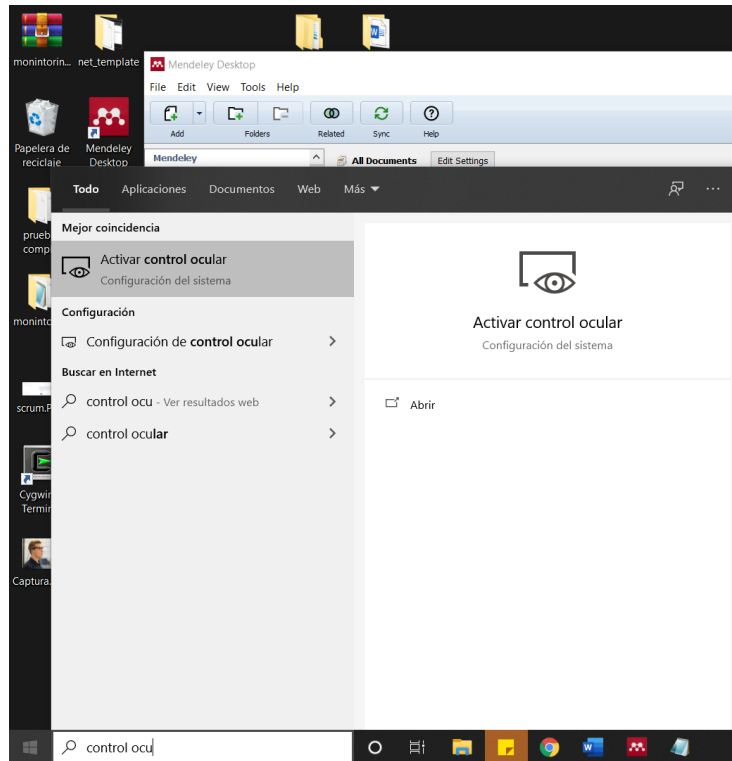 monintorin...
net_template
Mendeley Desktop
File Edit View Tools Help
Add Folders Related Sync Help
Papelera de reciclaje
Mendeley Desktop
Mendeley
All Documents Edit Settings
Todo Aplicaciones Documentos Web Más
Mejor coincidencia
Activar control ocular
Configuración del sistema
Configuración
Configuración de control ocular
Buscar en Internet
control ocu - Ver resultados web
control ocular
Activar control ocular
Configuración del sistema
Abrir
prueb
comp
monintc
scrum.P
Cygwin
Termin
Captura.
control ocu